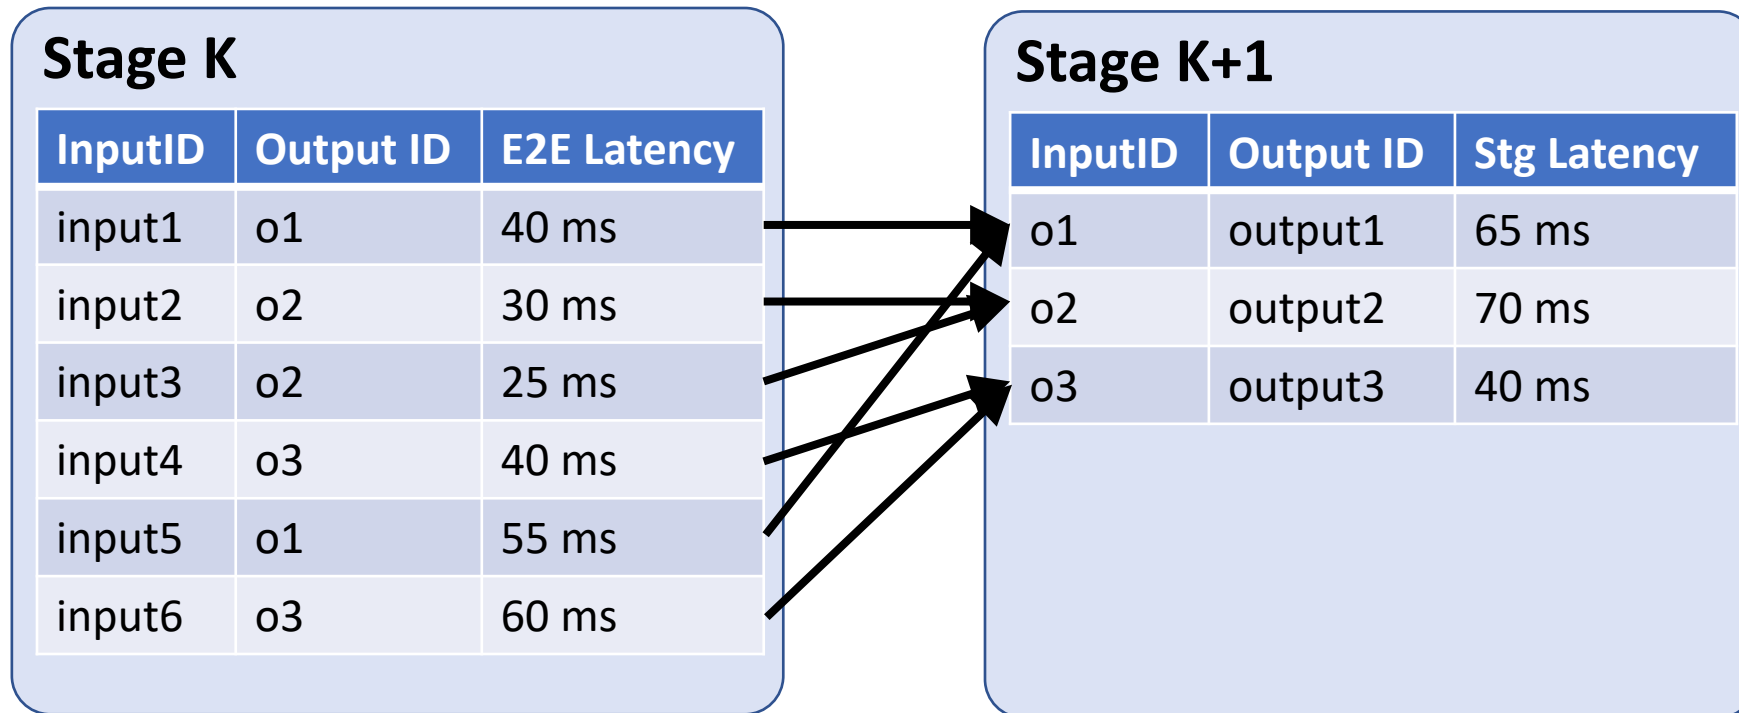 Stage K
InputID Output ID E2E Latency
input1 o1 40 ms
input2 o2 30 ms
input3 o2 25 ms
input4 o3 40 ms
input5 o1 55 ms
input6 o3 60 ms
Stage K+1
InputID Output ID Stg Latency
o1 output1 65 ms
o2 output2 70 ms
o3 output3 40 ms